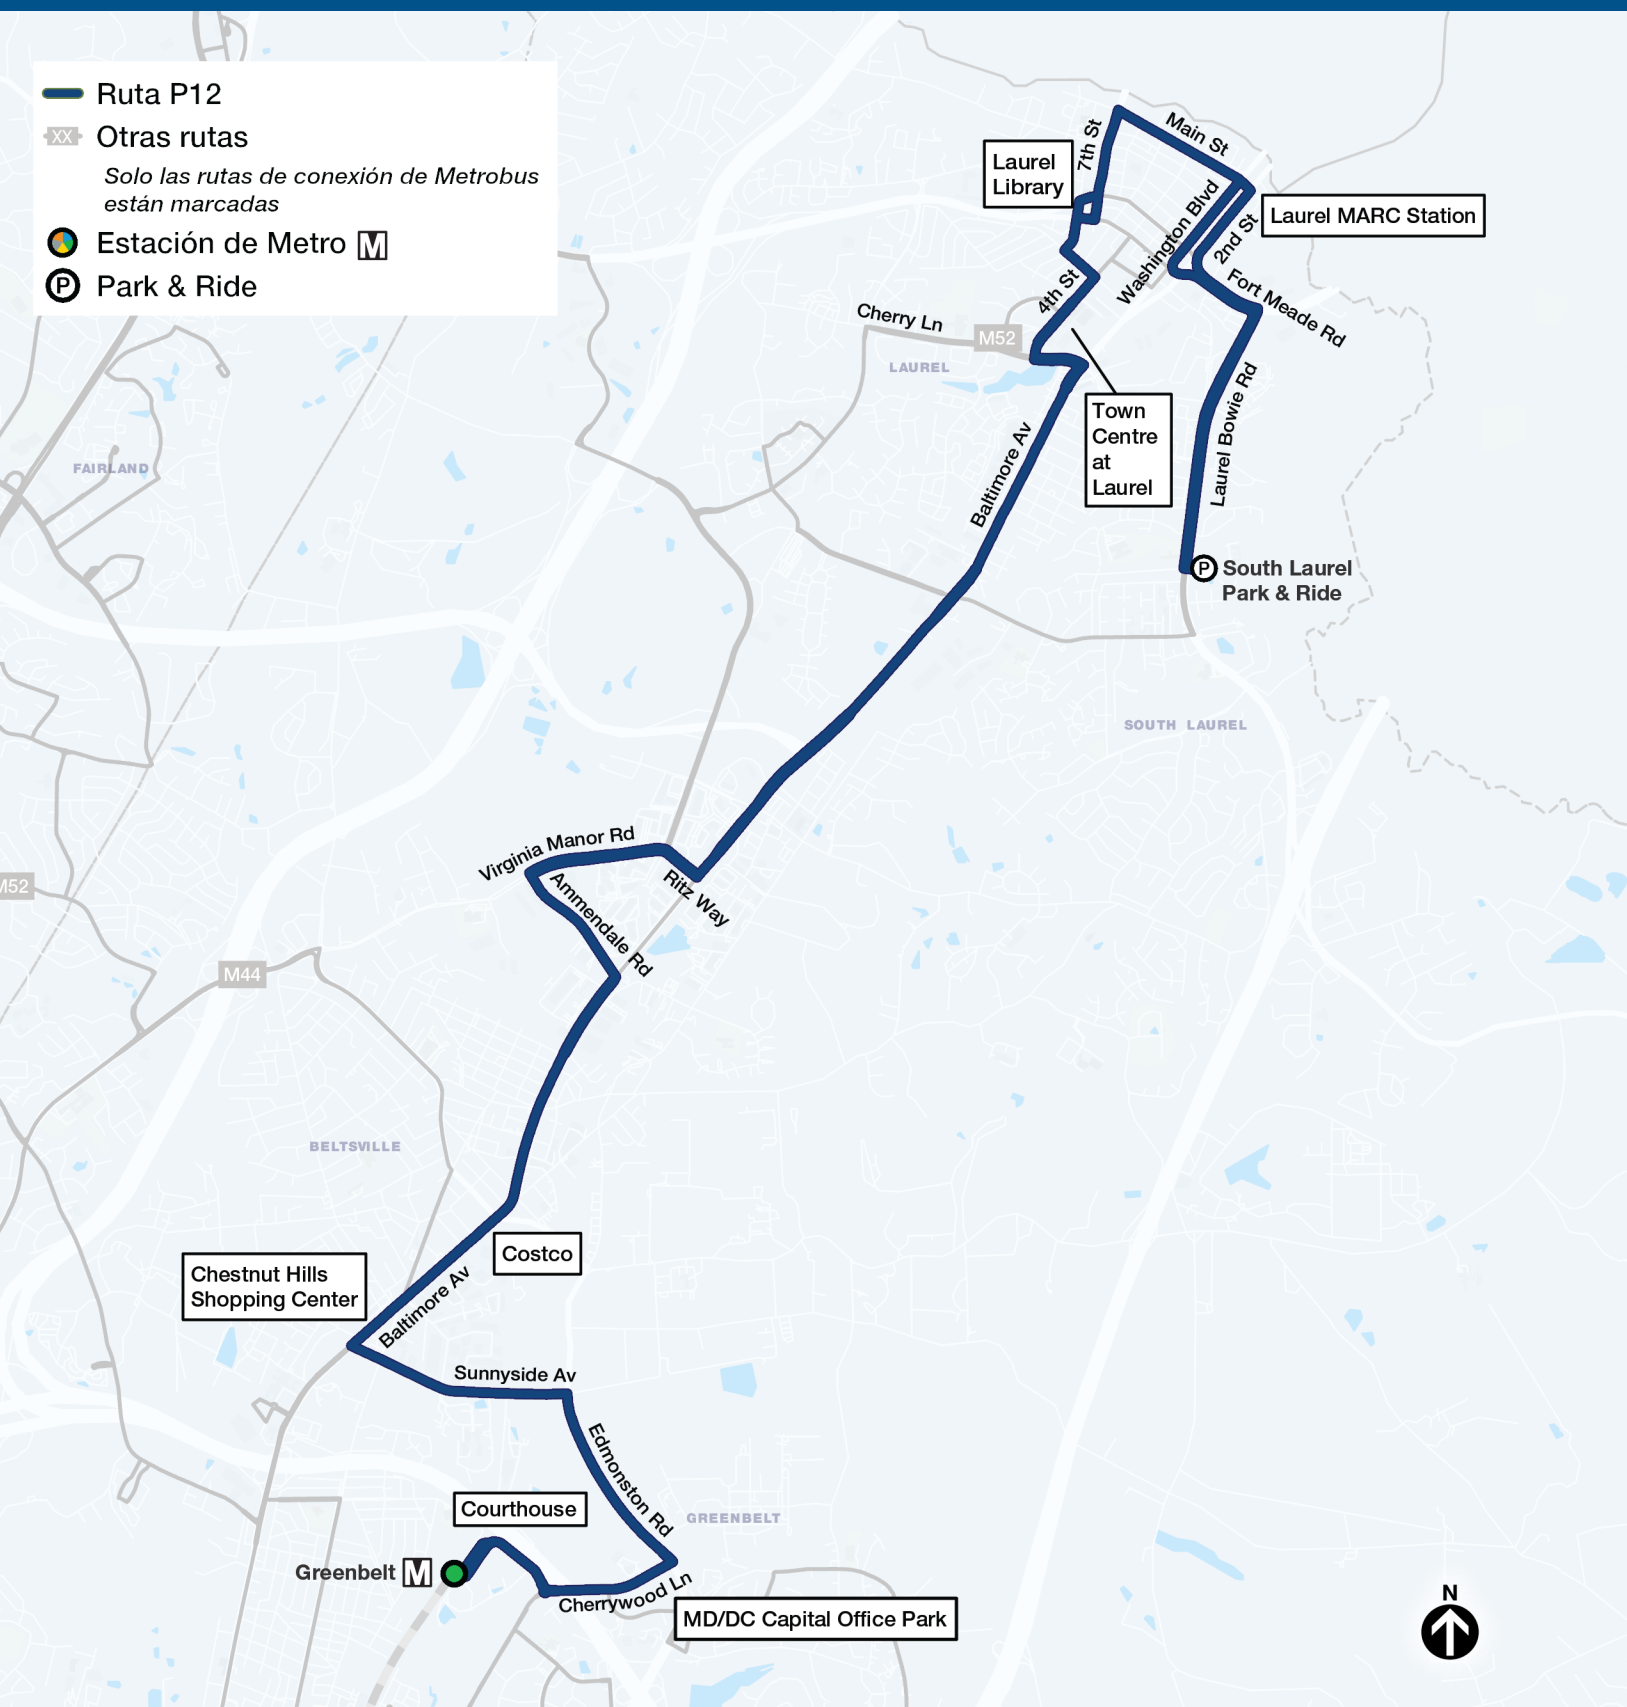 Ruta P12
XX
Otras rutas
Solo las rutas de conexión de Metrobus
están marcadas
Estación de Metro M
P
Park & Ride
Main St
7th St
Laurel
Library
Washington Blvd
Laurel MARC Station
2nd St
Fort Meade Rd
4th St
Cherry Ln
M52
LAUREL
Town
Centre
at
Laurel
Laurel Bowie Rd
Baltimore Av
FAIRLAND
P
South Laurel
Park & Ride
SOUTH LAUREL
Virginia Manor Rd
Ammendale Rd
Ritz Way
M52
M44
BELTSVILLE
Costco
Chestnut Hills
Shopping Center
Baltimore Av
Sunnyside Av
Edmonston Rd
Courthouse
GREENBELT
Greenbelt M
Cherrywood Ln
MD/DC Capital Office Park
N